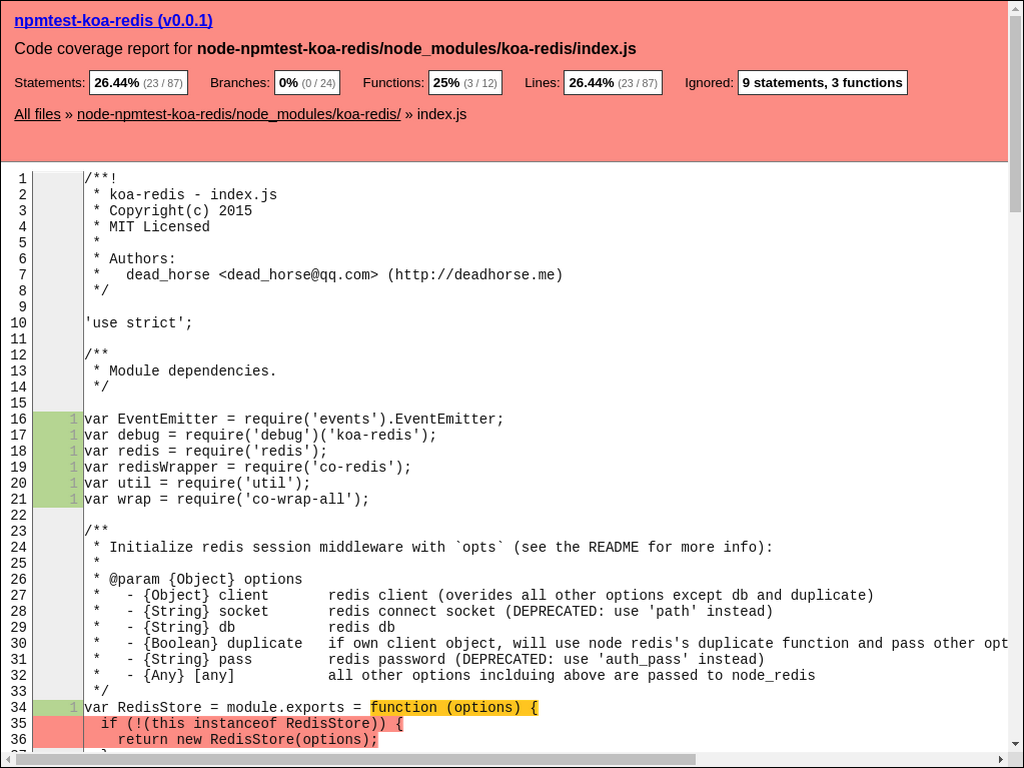 npmtest-koa-redis (v0.0.1)
Code coverage report for node-npmtest-koa-redis/node_modules/koa-redis/index.js
Statements: 26.44% (23 / 87) Branches: 0% (0 / 24) Functions: 25% (3 / 12) Lines: 26.44% (23 / 87) Ignored: 9 statements, 3 functions
All files » node-npmtest-koa-redis/node_modules/koa-redis/ » index.js
1 /**!
2 * koa-redis - index.js
3 * Copyright(c) 2015
4 * MIT Licensed
5 *
6 * Authors:
7 *   dead_horse <dead_horse@qq.com> (http://deadhorse.me)
8 */
9
10 'use strict';
11
12 /**
13 * Module dependencies.
14 */
15
16 1 var EventEmitter = require('events').EventEmitter;
17 1 var debug = require('debug')('koa-redis');
18 1 var redis = require('redis');
19 1 var redisWrapper = require('co-redis');
20 1 var util = require('util');
21 1 var wrap = require('co-wrap-all');
22
23 /**
24 * Initialize redis session middleware with `opts` (see the README for more info):
25 *
26 * @param {Object} options
27 *   - {Object} client       redis client (overides all other options except db and duplicate)
28 *   - {String} socket       redis connect socket (DEPRECATED: use 'path' instead)
29 *   - {String} db           redis db
30 *   - {Boolean} duplicate   if own client object, will use node redis's duplicate function and pass other opt
31 *   - {String} pass         redis password (DEPRECATED: use 'auth_pass' instead)
32 *   - {Any} [any]           all other options inclduing above are passed to node_redis
33 */
34 1 var RedisStore = module.exports = function (options) {
35   if (!(this instanceof RedisStore)) {
36     return new RedisStore(options);